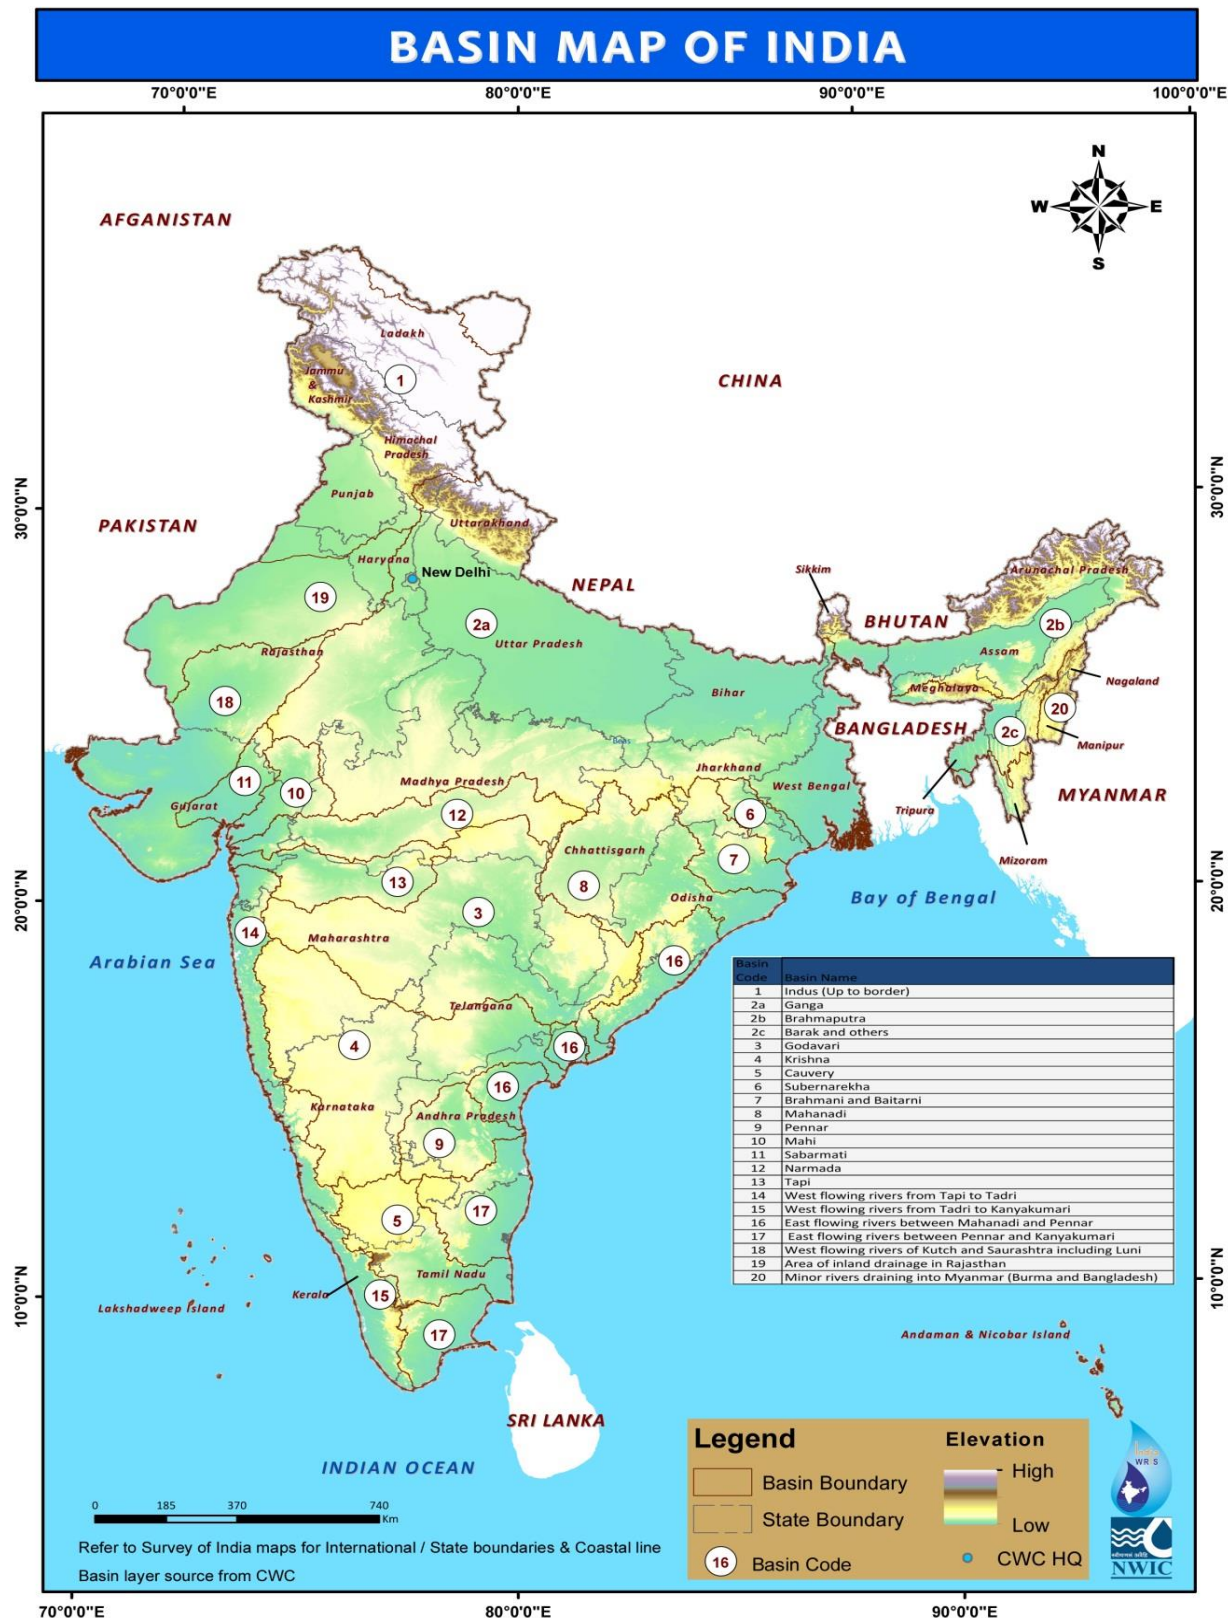 BASIN MAP OF INDIA
70°0'0"E 80°0'0"E 90°0'0"E 100°0'0"E
N
W E
S
AFGANISTAN
Ladakh
CHINA
Jammu
&
Kashmir
1
Himachal
Pradesh
30°0'0"N
30°0'0"N
Punjab
PAKISTAN
Uttarakhand
Haryana
New Delhi
NEPAL
Sikkim
Arunachal Pradesh
19
BHUTAN
2a
2b
Uttar Pradesh
Rajasthan
Assam
Nagaland
Meghalaya
Bihar
18
20
BANGLADESH
2c
Manipur
Jharkhand
Madhya Pradesh
11
10
West Bengal
MYANMAR
Gujarat
Tripura
12
6
Chhattisgarh
7
Mizoram
13
8
20°0'0"N
20°0'0"N
Odisha
Bay of Bengal
3
14
Maharashtra
Arabian Sea
16
Telangana
4
16
16
Karnataka
Andhra Pradesh
9
17
5
Tamil Nadu
10°0'0"N
10°0'0"N
Kerala
15
Lakshadweep Island
17
Andaman & Nicobar Island
SRI LANKA
INDIAN OCEAN
Basin
Code Basin Name
1 Indus (Up to border)
2a Ganga
2b Brahmaputra
2c Barak and others
3 Godavari
4 Krishna
5 Cauvery
6 Subernarekha
7 Brahmani and Baitarni
8 Mahanadi
9 Pennar
10 Mahi
11 Sabarmati
12 Narmada
13 Tapi
14 West flowing rivers from Tapi to Tadri
15 West flowing rivers from Tadri to Kanyakumari
16 East flowing rivers between Mahanadi and Pennar
17 East flowing rivers between Pennar and Kanyakumari
18 West flowing rivers of Kutch and Saurashtra including Luni
19 Area of inland drainage in Rajasthan
20 Minor rivers draining into Myanmar (Burma and Bangladesh)
Legend
Basin Boundary
State Boundary
16 Basin Code
Elevation
High
Low
CWC HQ
India
WRIS
NWIC
0 185 370 740
Km
Refer to Survey of India maps for International / State boundaries & Coastal line
Basin layer source from CWC
70°0'0"E 80°0'0"E 90°0'0"E